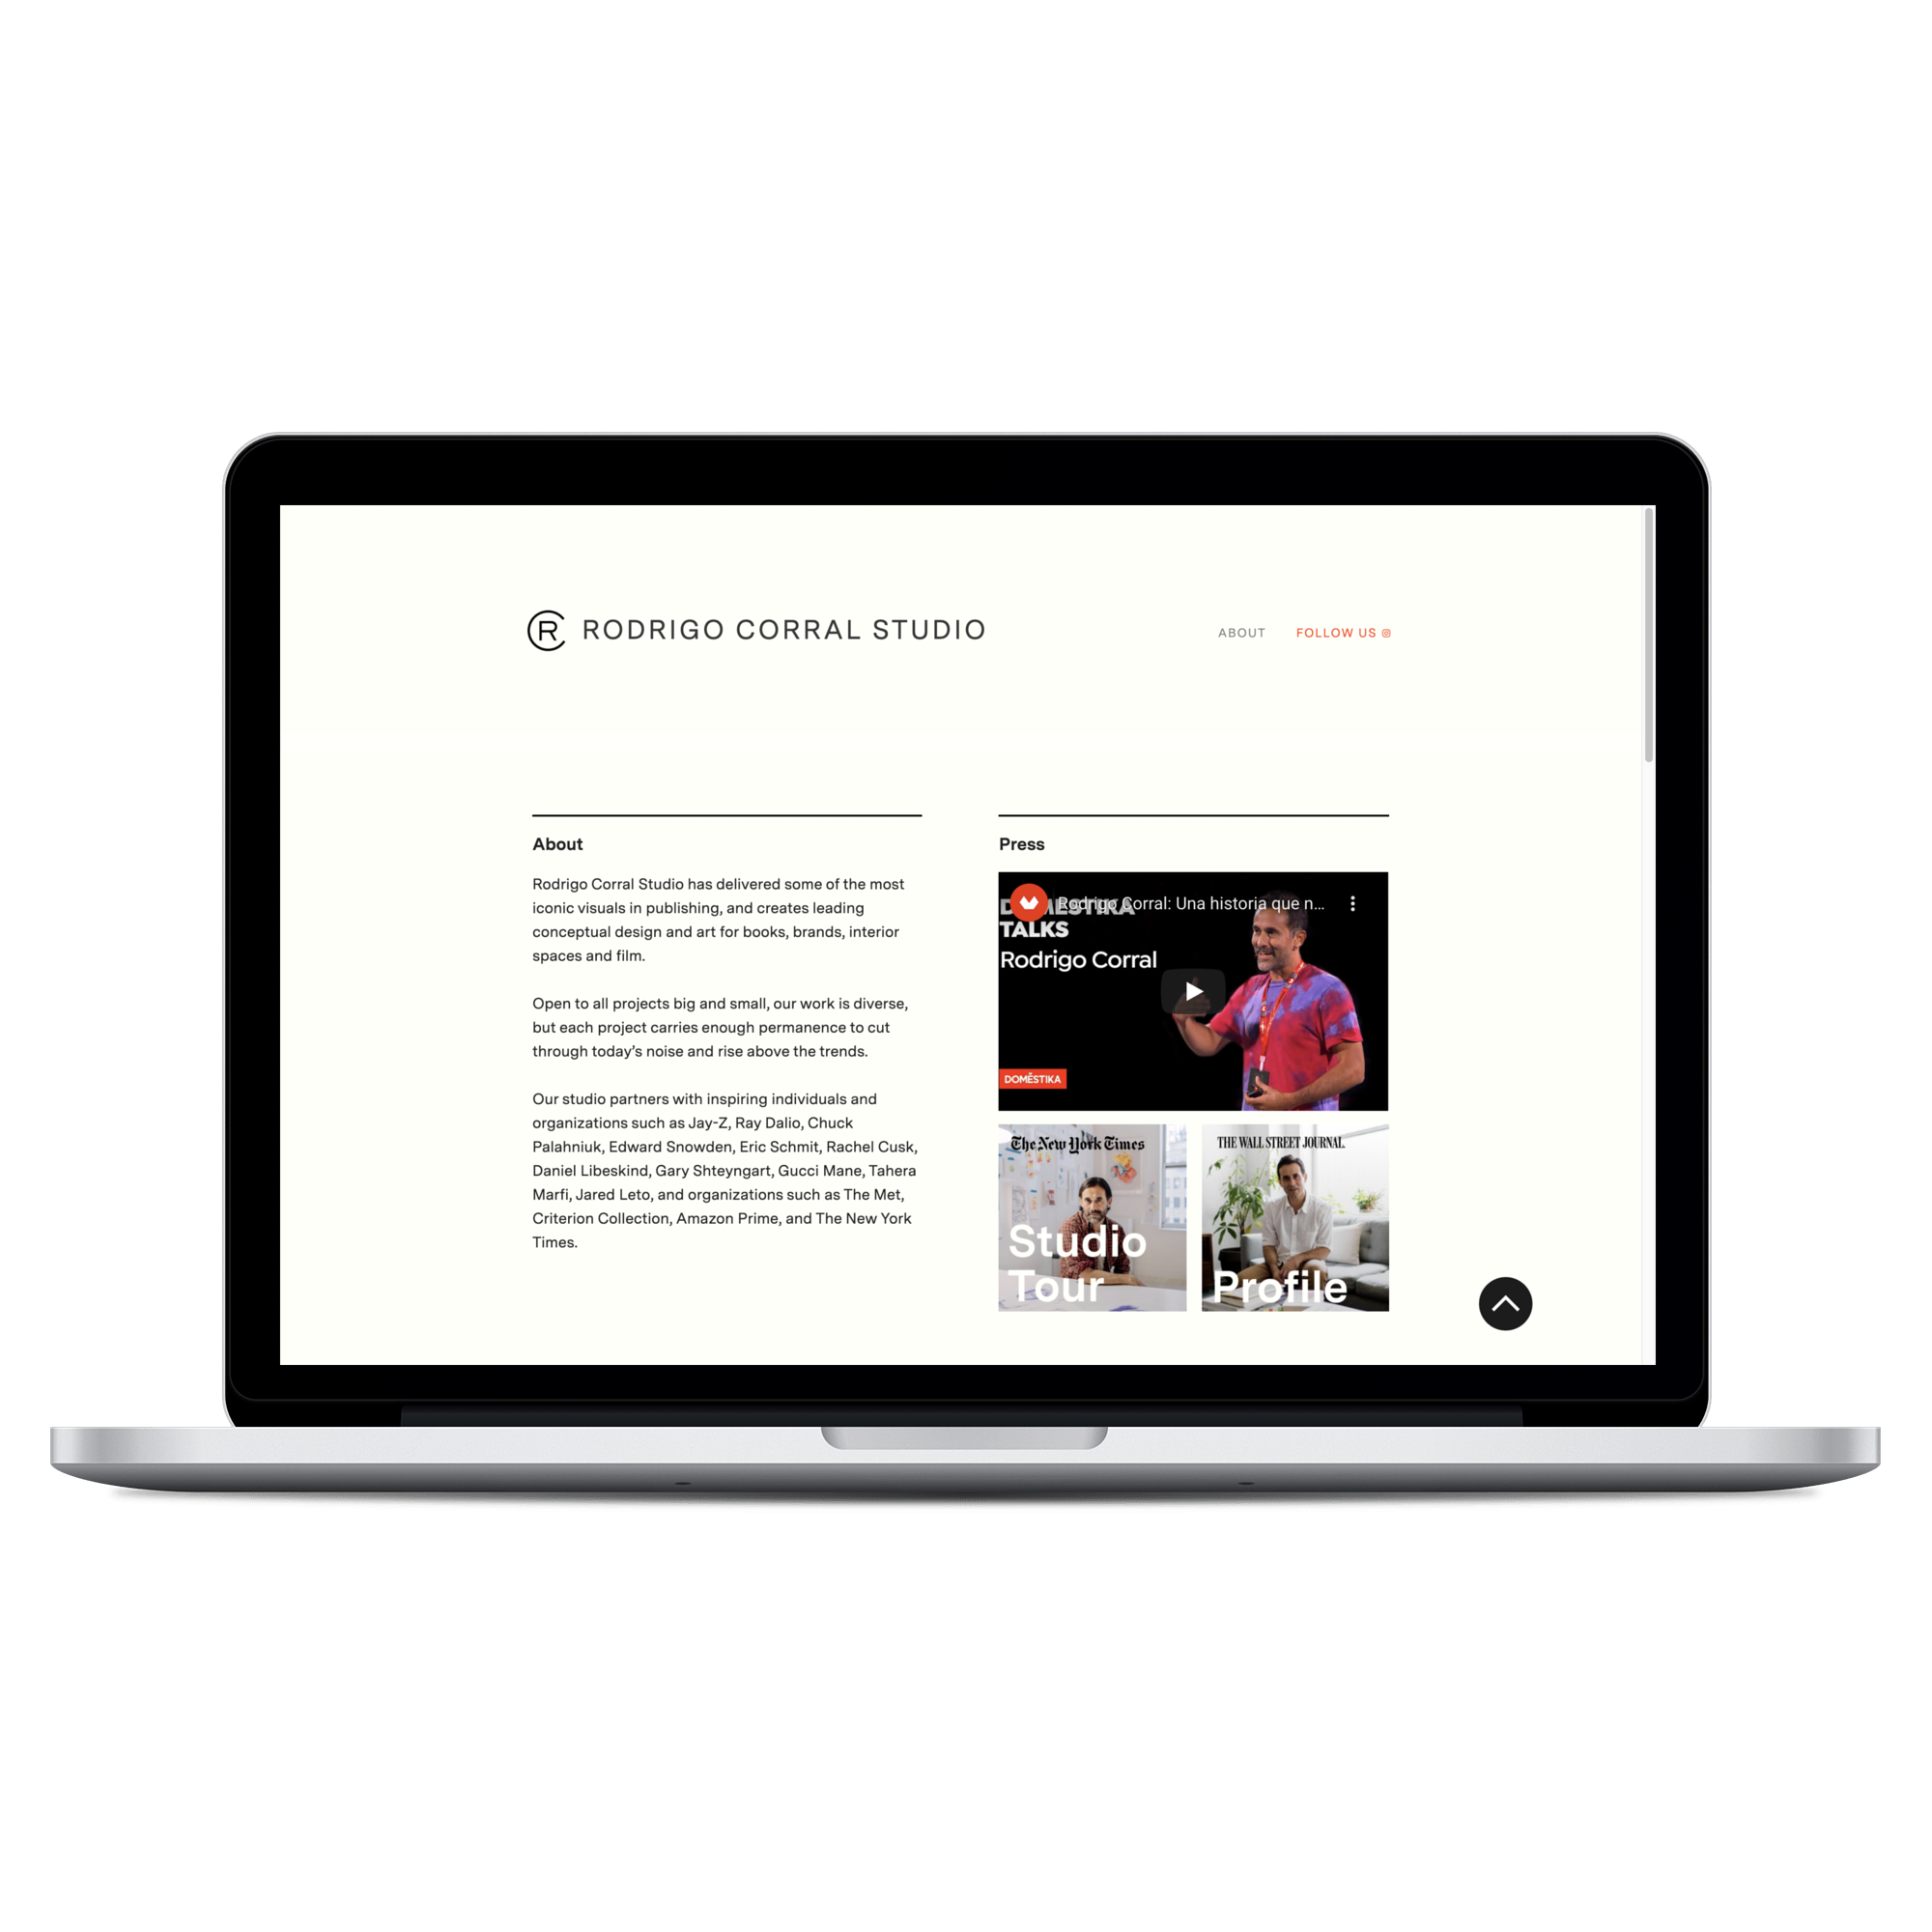 RODRIGO CORRAL STUDIO
ABOUT
FOLLOW US
About
Rodrigo Corral Studio has delivered some of the most
iconic visuals in publishing, and creates leading
conceptual design and art for books, brands, interior
spaces and film.
Open to all projects big and small, our work is diverse,
but each project carries enough permanence to cut
through today’s noise and rise above the trends.
Our studio partners with inspiring individuals and
organizations such as Jay-Z, Ray Dalio, Chuck
Palahniuk, Edward Snowden, Eric Schmit, Rachel Cusk,
Daniel Libeskind, Gary Shteyngart, Gucci Mane, Tahera
Marfi, Jared Leto, and organizations such as The Met,
Criterion Collection, Amazon Prime, and The New York
Times.
Press
Rodrigo Corral: Una historia que n...
DOMESTIKA
TALKS
Rodrigo Corral
DOMĚSTIKA
The New York Times
Studio
Tour
THE WALL STREET JOURNAL.
Profile